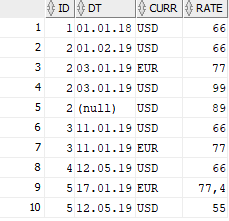 ID DT CURR RATE
1 1 01.01.18 USD 66
2 2 01.02.19 USD 66
3 2 03.01.19 EUR 77
4 2 03.01.19 USD 99
5 2 (null) USD 89
6 3 11.01.19 USD 66
7 3 11.01.19 EUR 77
8 4 12.05.19 USD 66
9 5 17.01.19 EUR 77,4
10 5 12.05.19 USD 55